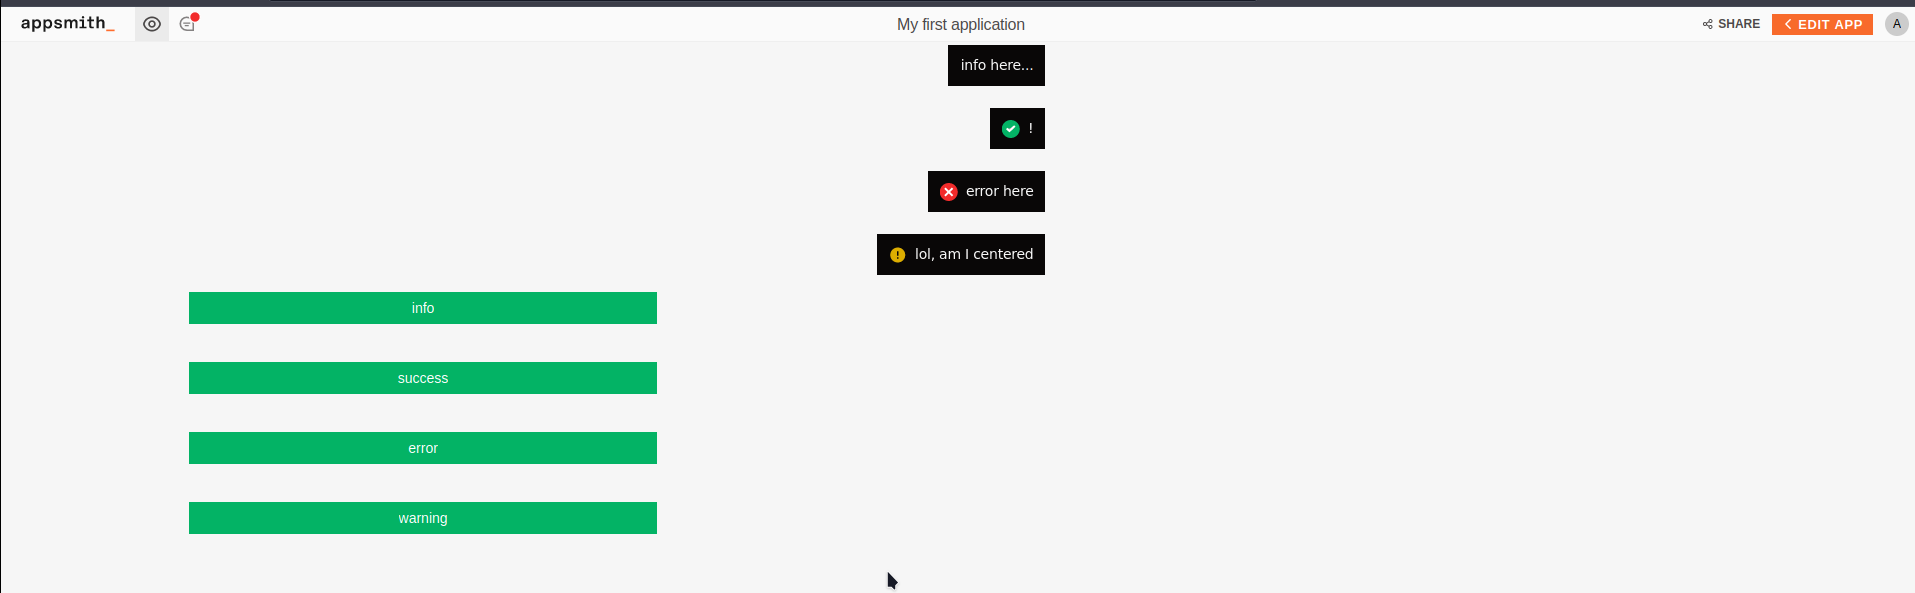 appsmith_
My first application
SHARE
EDIT APP
A
info here...
!
error here
! lol, am I centered
info
success
error
warning